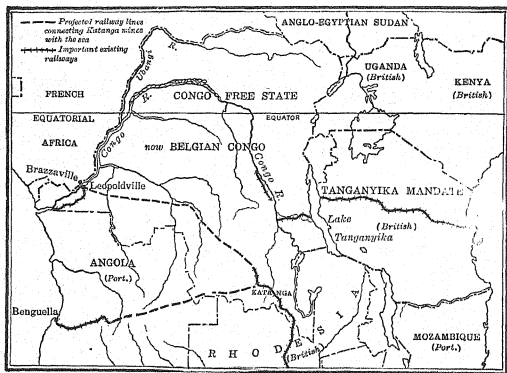 Projected railway lines
connecting Katanga mines
with the sea
Important existing
railways
ANGLO-EGYPTIAN SUDAN
Ubangi R.
UGANDA
(British)
KENYA
(British)
FRENCH
EQUATORIAL
AFRICA
CONGO FREE STATE
EQUATOR
Congo R.
now BELGIAN CONGO
Congo R.
Brazzaville
Leopoldville
TANGANYIKA MANDATE
(British)
Lake
Tanganyika
ANGOLA
(Port.)
KATANGA
Benguella
RHODESIA
(British)
MOZAMBIQUE
(Port.)